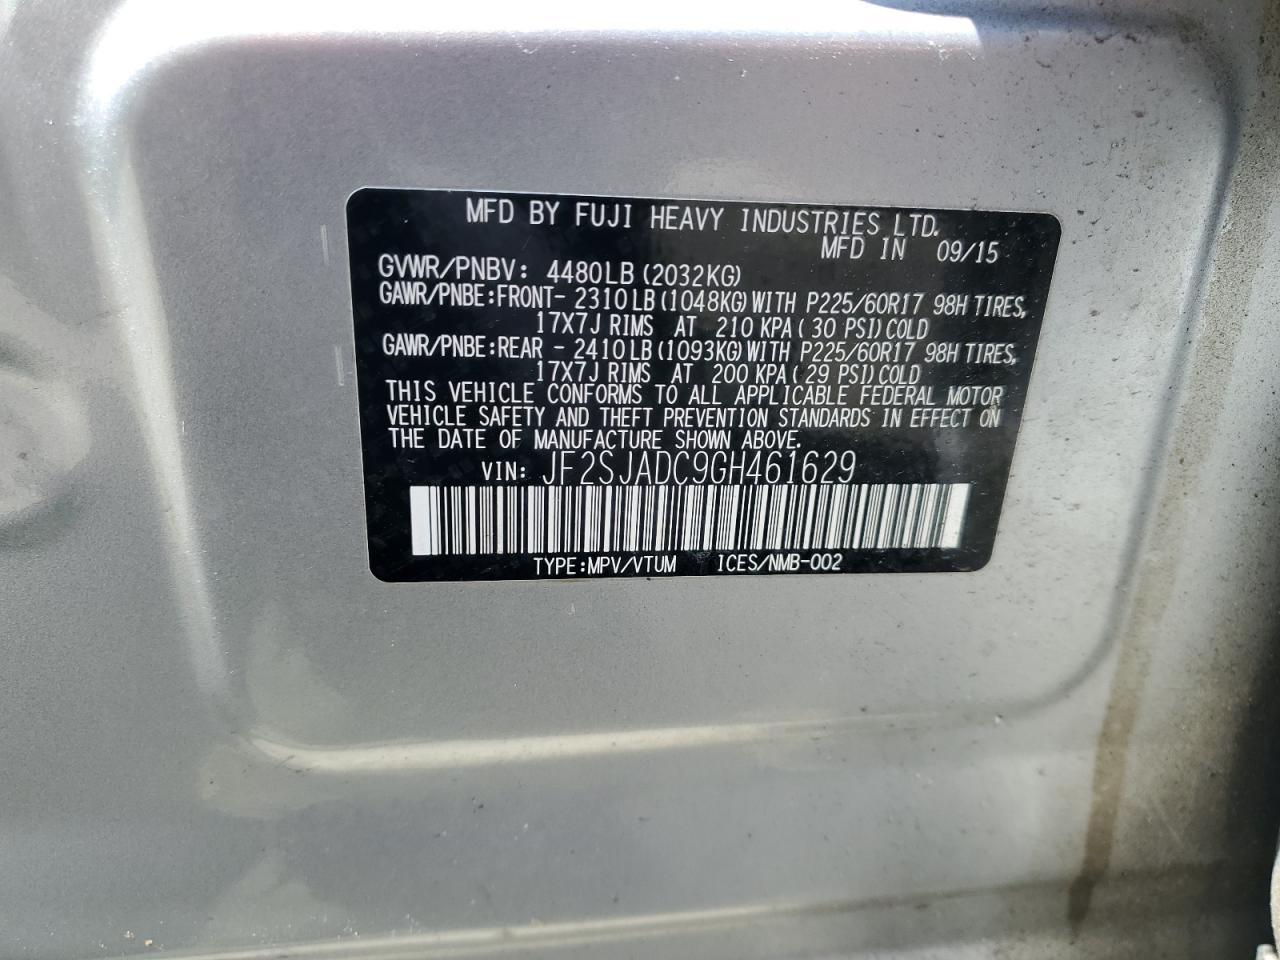 MFD BY FUJI HEAVY INDUSTRIES LTD.
MFD IN 09/15
GVWR/PNBV: 4480LB (2032KG)
GAWR/PNBE:FRONT- 2310LB (1048KG) WITH P225/60R17 98H TIRES,
17X7J RIMS AT 210 KPA ( 30 PSI) COLD
GAWR/PNBE:REAR - 2410LB (1093KG) WITH P225/60R17 98H TIRES,
17X7J RIMS AT 200 KPA ( 29 PSI) COLD
THIS VEHICLE CONFORMS TO ALL APPLICABLE FEDERAL MOTOR
VEHICLE SAFETY AND THEFT PREVENTION STANDARDS IN EFFECT ON
THE DATE OF MANUFACTURE SHOWN ABOVE.
VIN: JF2SJADC9GH461629
TYPE:MPV/VTUM ICES/NMB-002